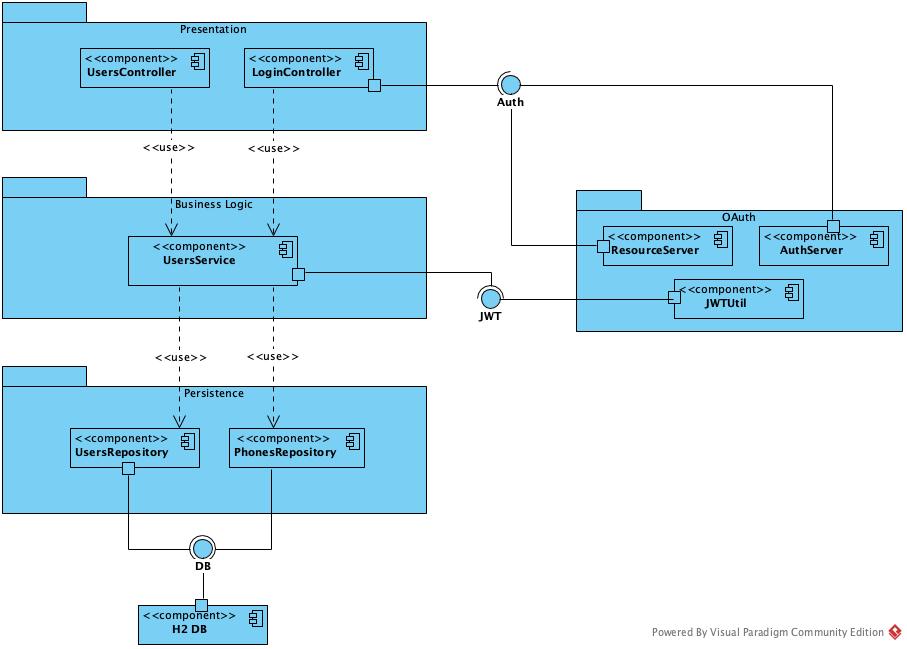 Presentation
<<component>>
UsersController
<<component>>
LoginController
Auth
<<use>>
<<use>>
Business Logic
<<component>>
UsersService
OAuth
<<component>>
ResourceServer
<<component>>
AuthServer
<<component>>
JWTUtil
JWT
<<use>>
<<use>>
Persistence
<<component>>
UsersRepository
<<component>>
PhonesRepository
DB
<<component>>
H2 DB
Powered By Visual Paradigm Community Edition